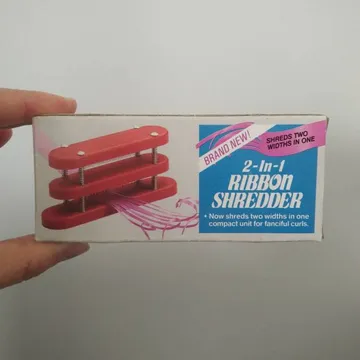 BRAND NEW!
SHREDS TWO
WIDTHS IN ONE
2-In-1
RIBBON
SHREDDER
• Now shreds two widths in one
compact unit for fanciful curls.